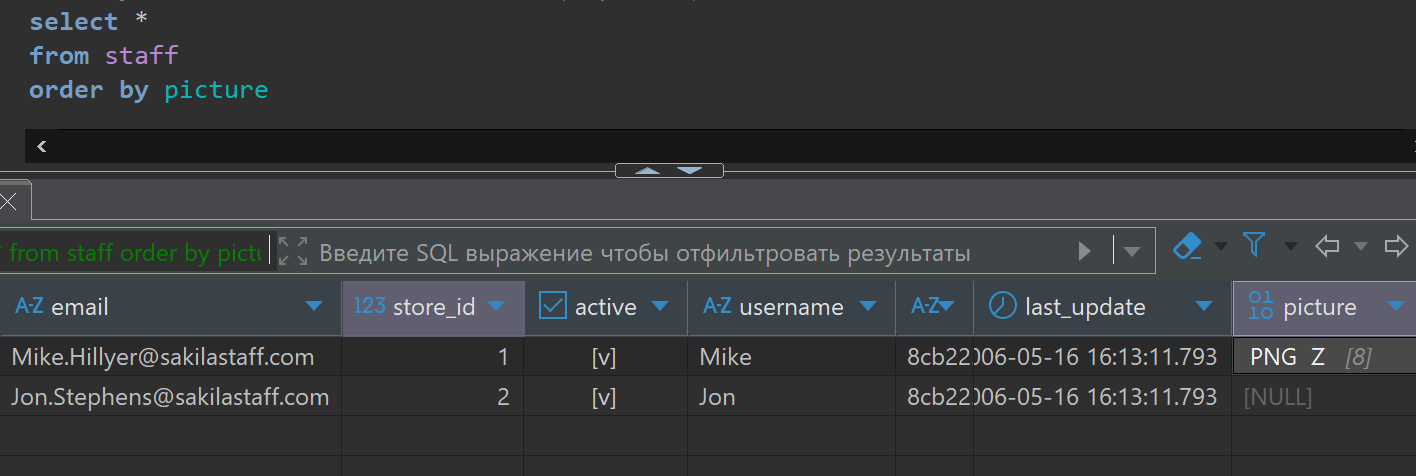 select *
from staff
order by picture
from staff order by pictu
Введите SQL выражение чтобы отфильтровать результаты
A-Z email 123 store_id active A-Z username A-Z last_update 01 10 picture
Mike.Hillyer@sakilastaff.com 1 [v] Mike 8cb22 006-05-16 16:13:11.793 PNG Z [8]
Jon.Stephens@sakilastaff.com 2 [v] Jon 8cb22 006-05-16 16:13:11.793 [NULL]